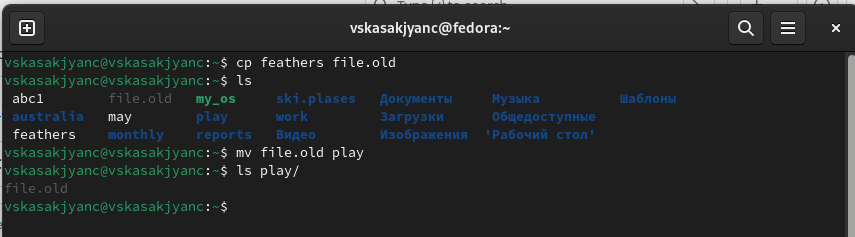 vskasakjyanc@fedora:~
vskasakjyanc@vskasakjyanc:~$ cp feathers file.old
vskasakjyanc@vskasakjyanc:~$ ls
abc1 file.old my_os ski.plases Документы Музыка Шаблоны
australia may play work Загрузки Общедоступные
feathers monthly reports Видео Изображения 'Рабочий стол'
vskasakjyanc@vskasakjyanc:~$ mv file.old play
vskasakjyanc@vskasakjyanc:~$ ls play/
file.old
vskasakjyanc@vskasakjyanc:~$